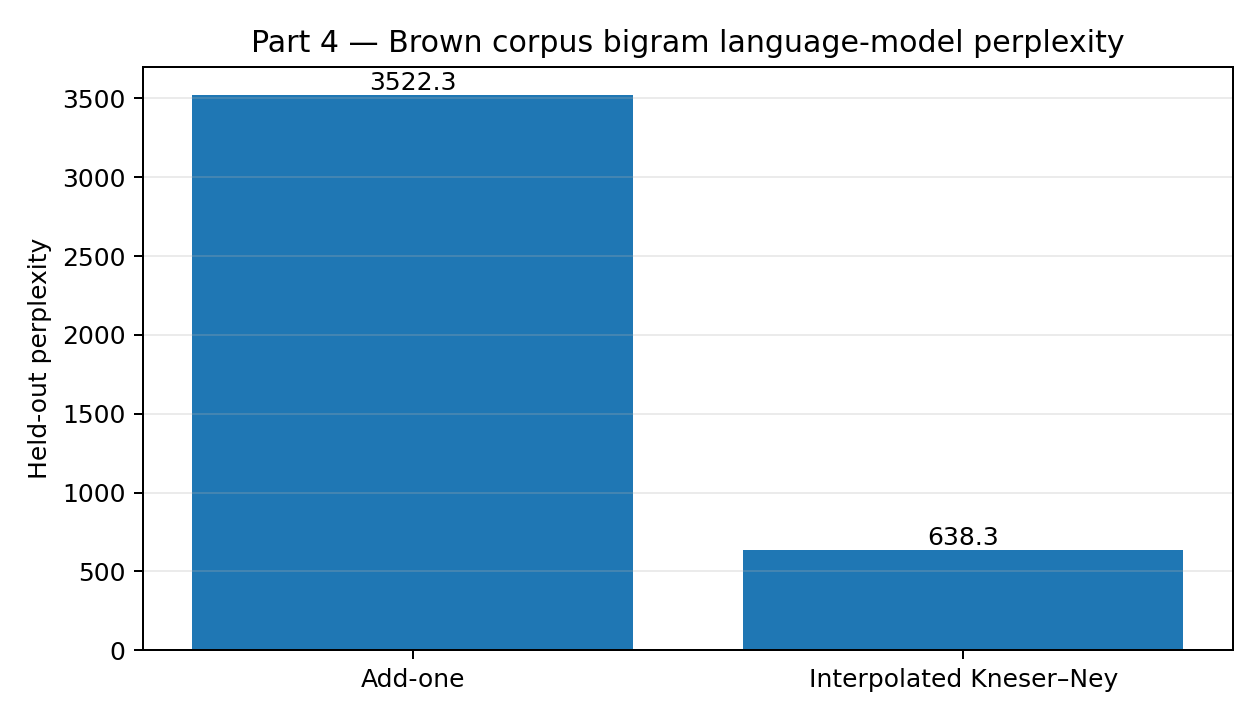 Part 4 — Brown corpus bigram language-model perplexity
3522.3
3500
3000
2500
2000
1500
1000
638.3
500
0
Held-out perplexity
Add-one
Interpolated Kneser–Ney